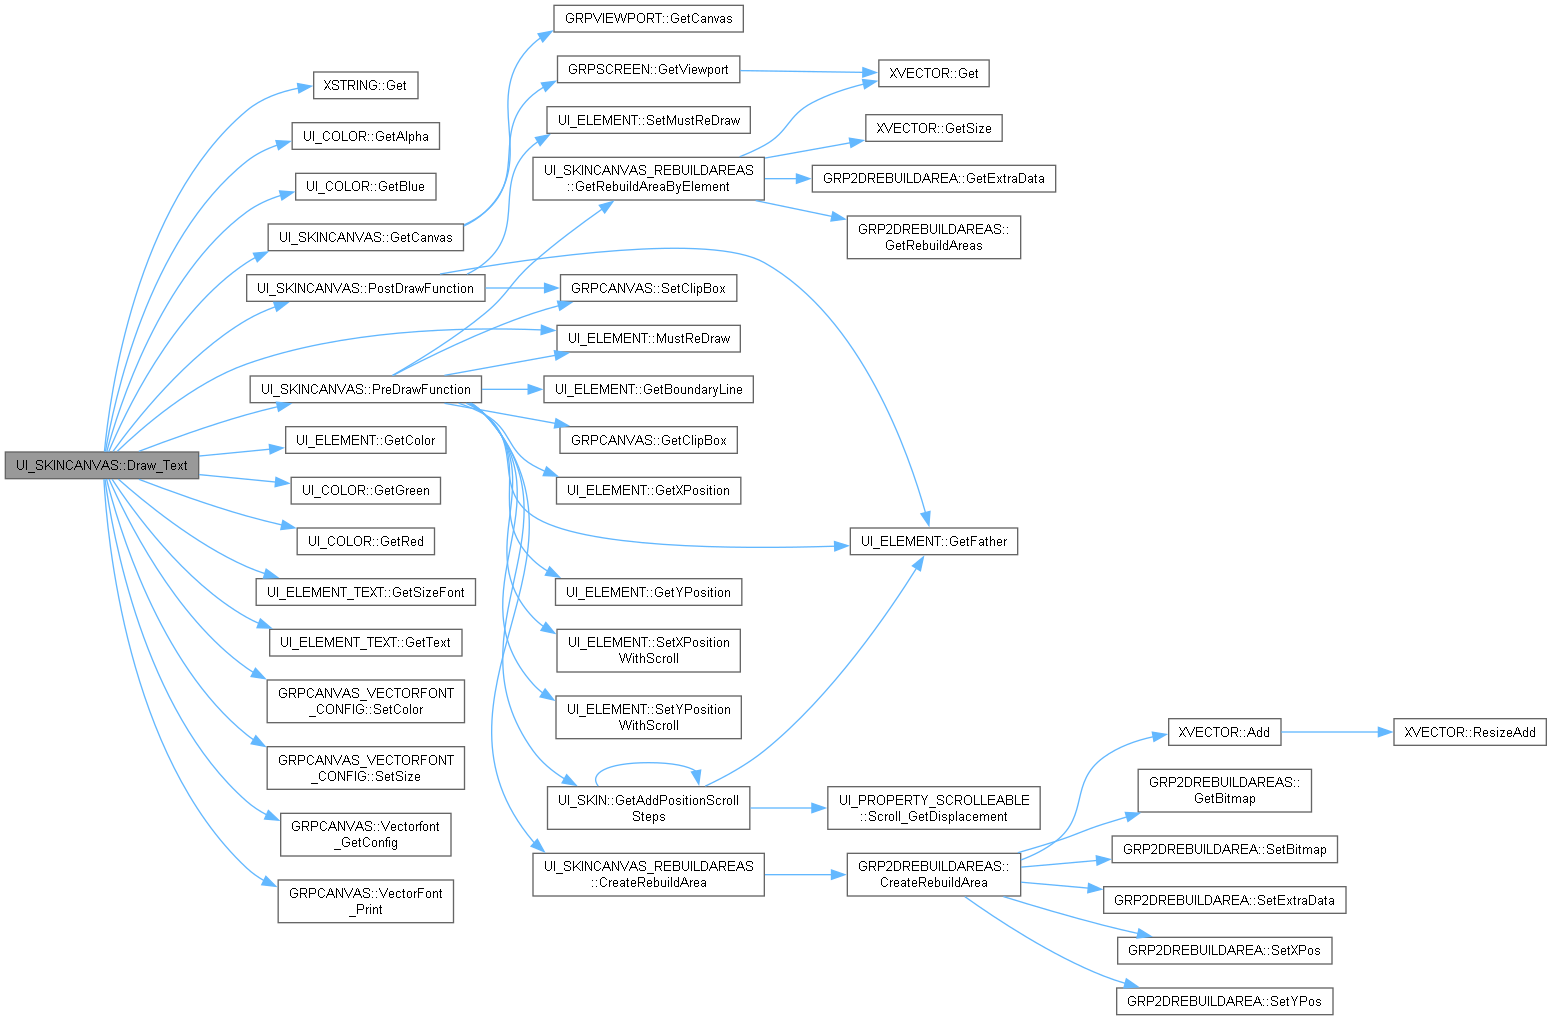 UI_SKINCANVAS::Draw_Text
XSTRING::Get
UI_COLOR::GetAlpha
UI_COLOR::GetBlue
UI_SKINCANVAS::GetCanvas
UI_SKINCANVAS::PostDrawFunction
UI_SKINCANVAS::PreDrawFunction
UI_ELEMENT::GetColor
UI_COLOR::GetGreen
UI_COLOR::GetRed
UI_ELEMENT_TEXT::GetSizeFont
UI_ELEMENT_TEXT::GetText
GRPCANVAS_VECTORFONT
_CONFIG::SetColor
GRPCANVAS_VECTORFONT
_CONFIG::SetSize
GRPCANVAS::Vectorfont
_GetConfig
GRPCANVAS::VectorFont
_Print
GRPVIEWPORT::GetCanvas
GRPSCREEN::GetViewport
UI_ELEMENT::SetMustReDraw
UI_SKINCANVAS_REBUILDAREAS
::GetRebuildAreaByElement
GRPCANVAS::SetClipBox
UI_ELEMENT::MustReDraw
UI_ELEMENT::GetBoundaryLine
GRPCANVAS::GetClipBox
UI_ELEMENT::GetXPosition
UI_ELEMENT::GetYPosition
UI_ELEMENT::SetXPosition
WithScroll
UI_ELEMENT::SetYPosition
WithScroll
UI_SKIN::GetAddPositionScroll
Steps
UI_SKINCANVAS_REBUILDAREAS
::CreateRebuildArea
XVECTOR::Get
XVECTOR::GetSize
GRP2DREBUILDAREA::GetExtraData
GRP2DREBUILDAREAS::
GetRebuildAreas
UI_ELEMENT::GetFather
UI_PROPERTY_SCROLLEABLE
::Scroll_GetDisplacement
GRP2DREBUILDAREAS::
CreateRebuildArea
XVECTOR::Add
GRP2DREBUILDAREAS::
GetBitmap
GRP2DREBUILDAREA::SetBitmap
GRP2DREBUILDAREA::SetExtraData
GRP2DREBUILDAREA::SetXPos
GRP2DREBUILDAREA::SetYPos
XVECTOR::ResizeAdd